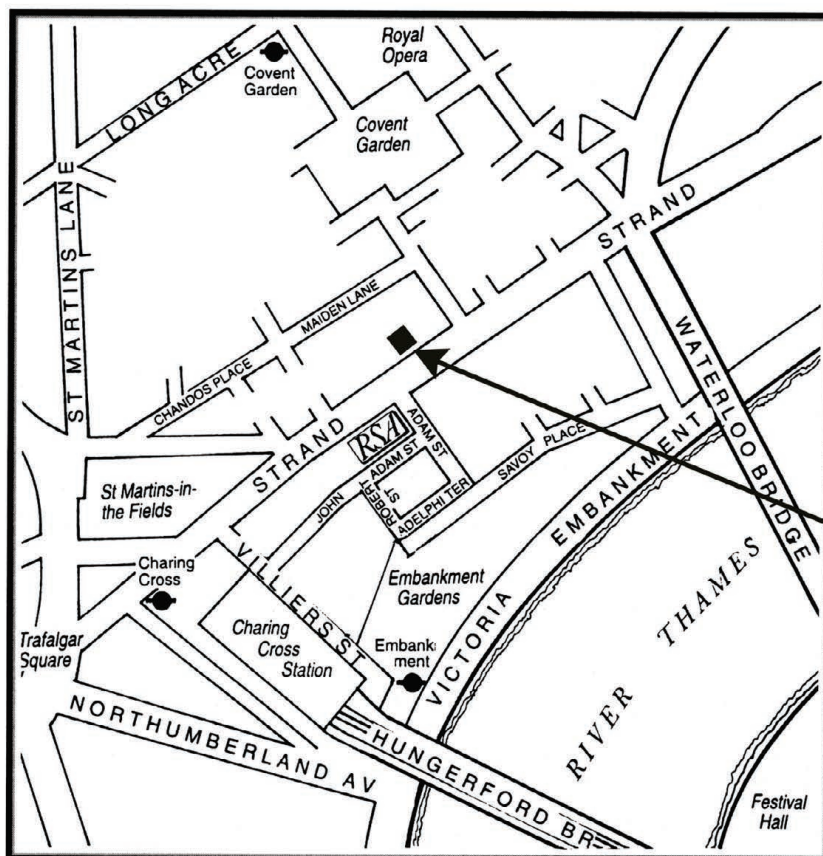 Royal
Opera
LONG ACRE
Covent
Garden
Covent
Garden
ST MARTINS LANE
STRAND
MAIDEN LANE
CHANDOS PLACE
WATERLOO BRIDGE
STRAND
RSA
ADAM ST
ADAM ST
JOHN
ROBERT ST
ADELPHI TER
SAVOY PLACE
St Martins-in-
the Fields
VICTORIA EMBANKMENT
Charing
Cross
VILLIERS ST
Embankment
Gardens
RIVER THAMES
Trafalgar
Square
Charing
Cross
Station
Embank
ment
NORTHUMBERLAND AV
HUNGERFORD BR
Festival
Hall